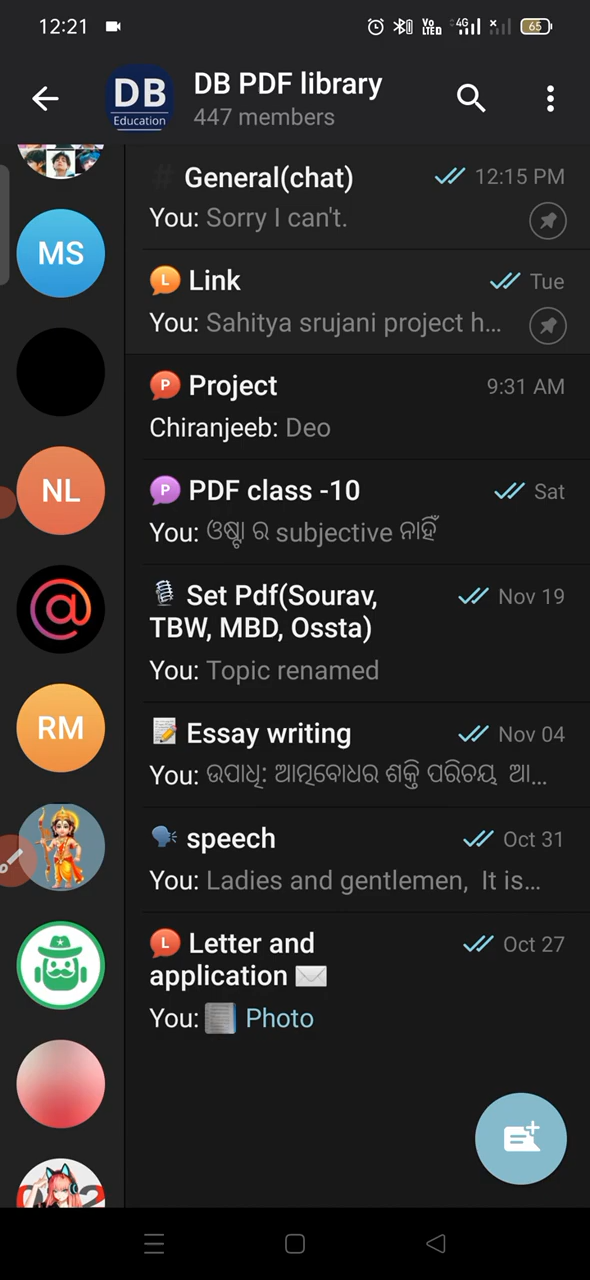 12:21
Vo LTED 4G 65
DB Education
DB PDF library
447 members
General(chat) 12:15 PM
You: Sorry I can't.
MS
L Link Tue
You: Sahitya srujani project h...
P Project 9:31 AM
Chiranjeeb: Deo
NL
P PDF class -10 Sat
You: ଓଷ୍ଟା ର subjective ନାହିଁ
Set Pdf(Sourav, Nov 19
TBW, MBD, Ossta)
You: Topic renamed
RM
Essay writing Nov 04
You: ଉପାଧି: ଆତ୍ମବୋଧର ଶକ୍ତି ପରିଚୟ ଆ...
speech Oct 31
You: Ladies and gentlemen, It is...
L Letter and Oct 27
application
You: Photo